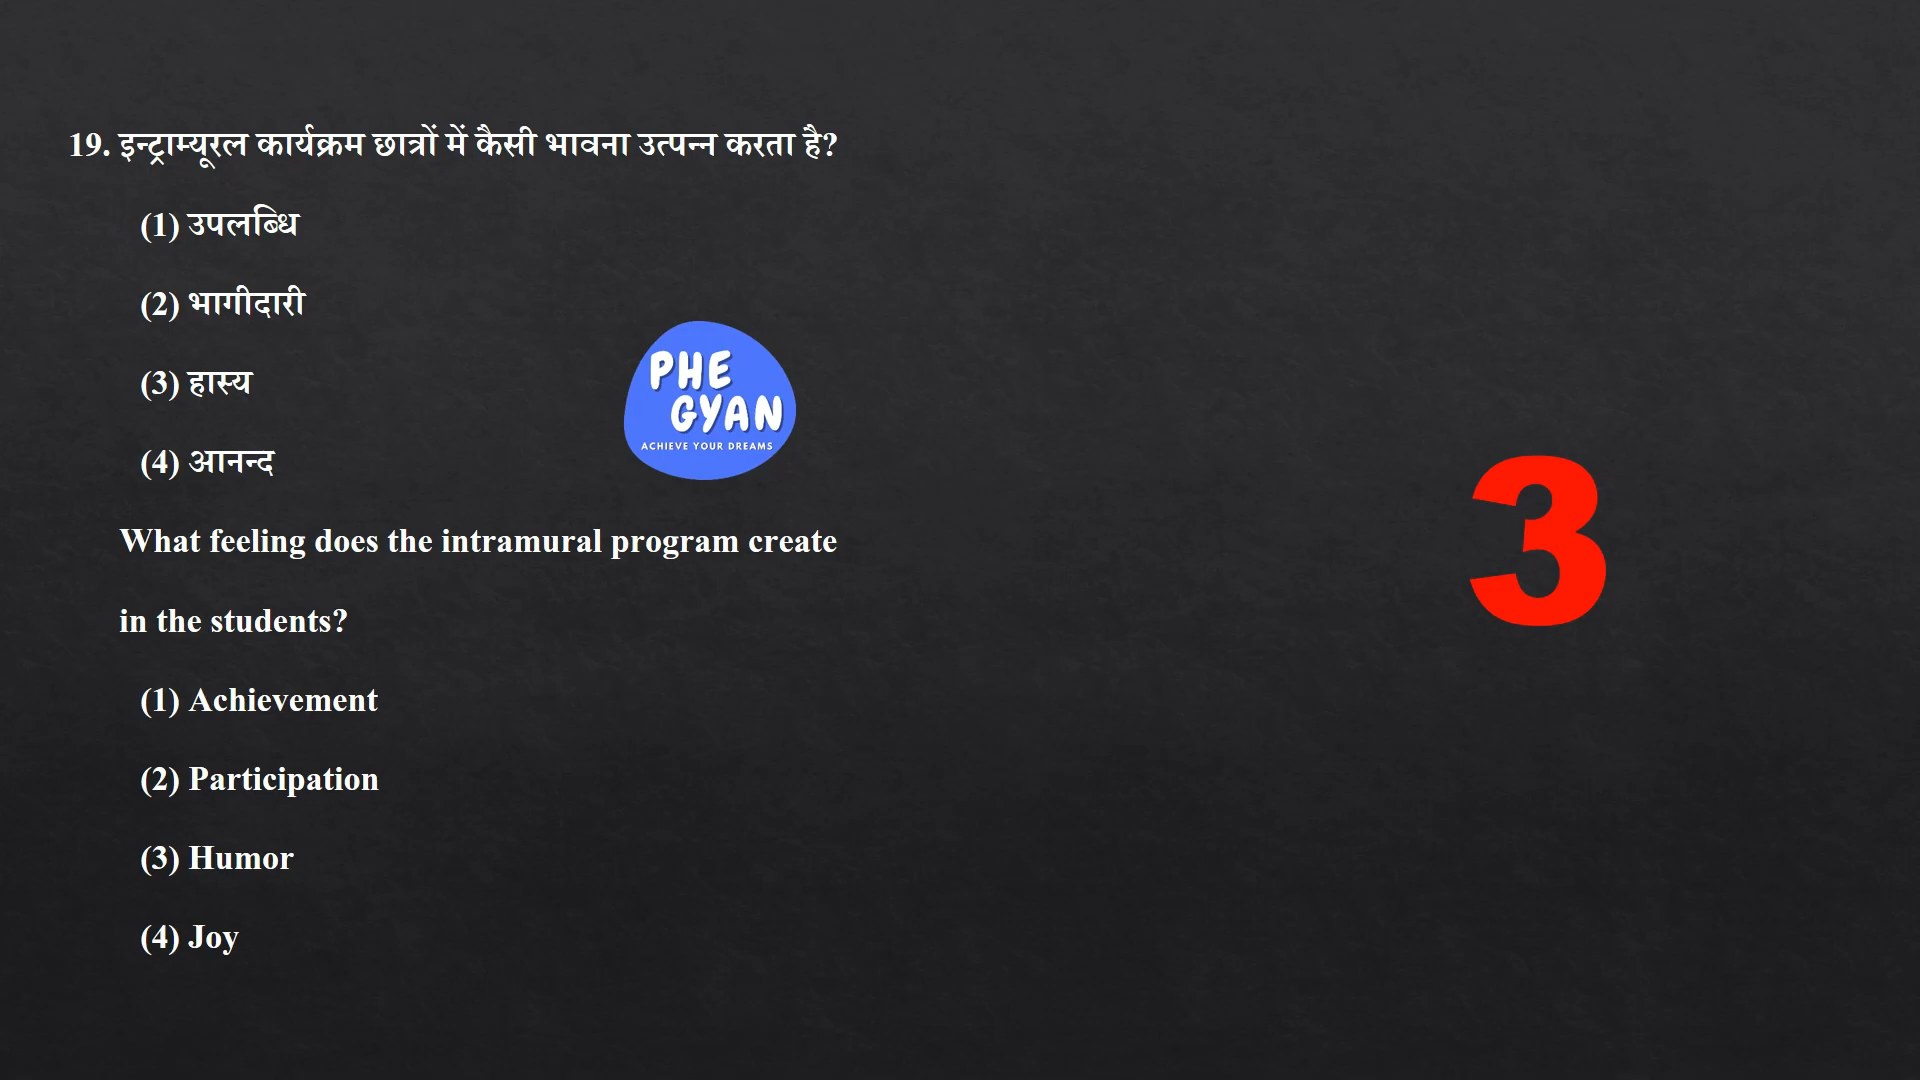 19. इन्ट्राम्यूरल कार्यक्रम छात्रों में कैसी भावना उत्पन्न करता है?
(1) उपलब्धि
(2) भागीदारी
(3) हास्य
(4) आनन्द
PHE
GYAN
ACHIEVE YOUR DREAMS
3
What feeling does the intramural program create
in the students?
(1) Achievement
(2) Participation
(3) Humor
(4) Joy